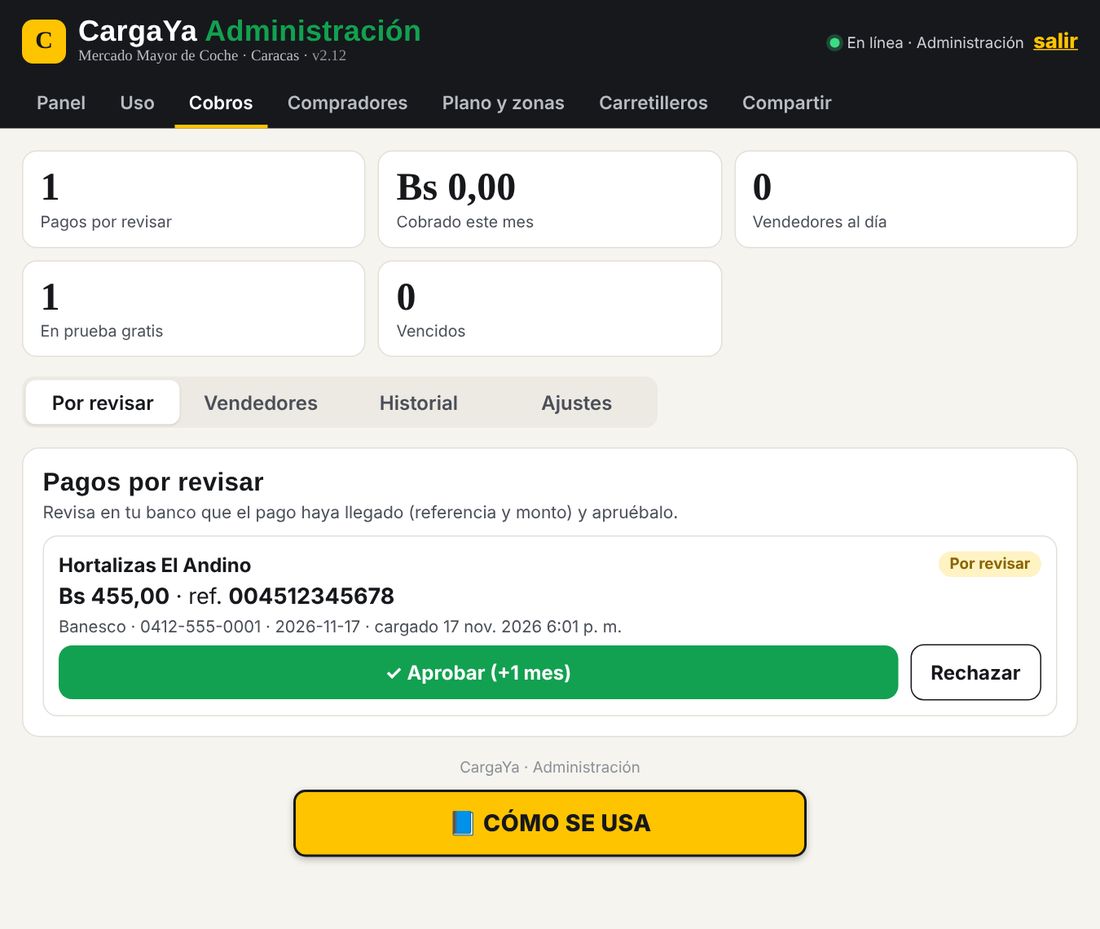 C
CargaYa Administración
Mercado Mayor de Coche · Caracas · v2.12
En línea · Administración salir
Panel Uso Cobros Compradores Plano y zonas Carretilleros Compartir
1
Pagos por revisar
Bs 0,00
Cobrado este mes
0
Vendedores al día
1
En prueba gratis
0
Vencidos
Por revisar Vendedores Historial Ajustes
Pagos por revisar
Revisa en tu banco que el pago haya llegado (referencia y monto) y apruébalo.
Hortalizas El Andino
Por revisar
Bs 455,00 · ref. 004512345678
Banesco · 0412-555-0001 · 2026-11-17 · cargado 17 nov. 2026 6:01 p. m.
✓ Aprobar (+1 mes)
Rechazar
CargaYa · Administración
📘 CÓMO SE USA